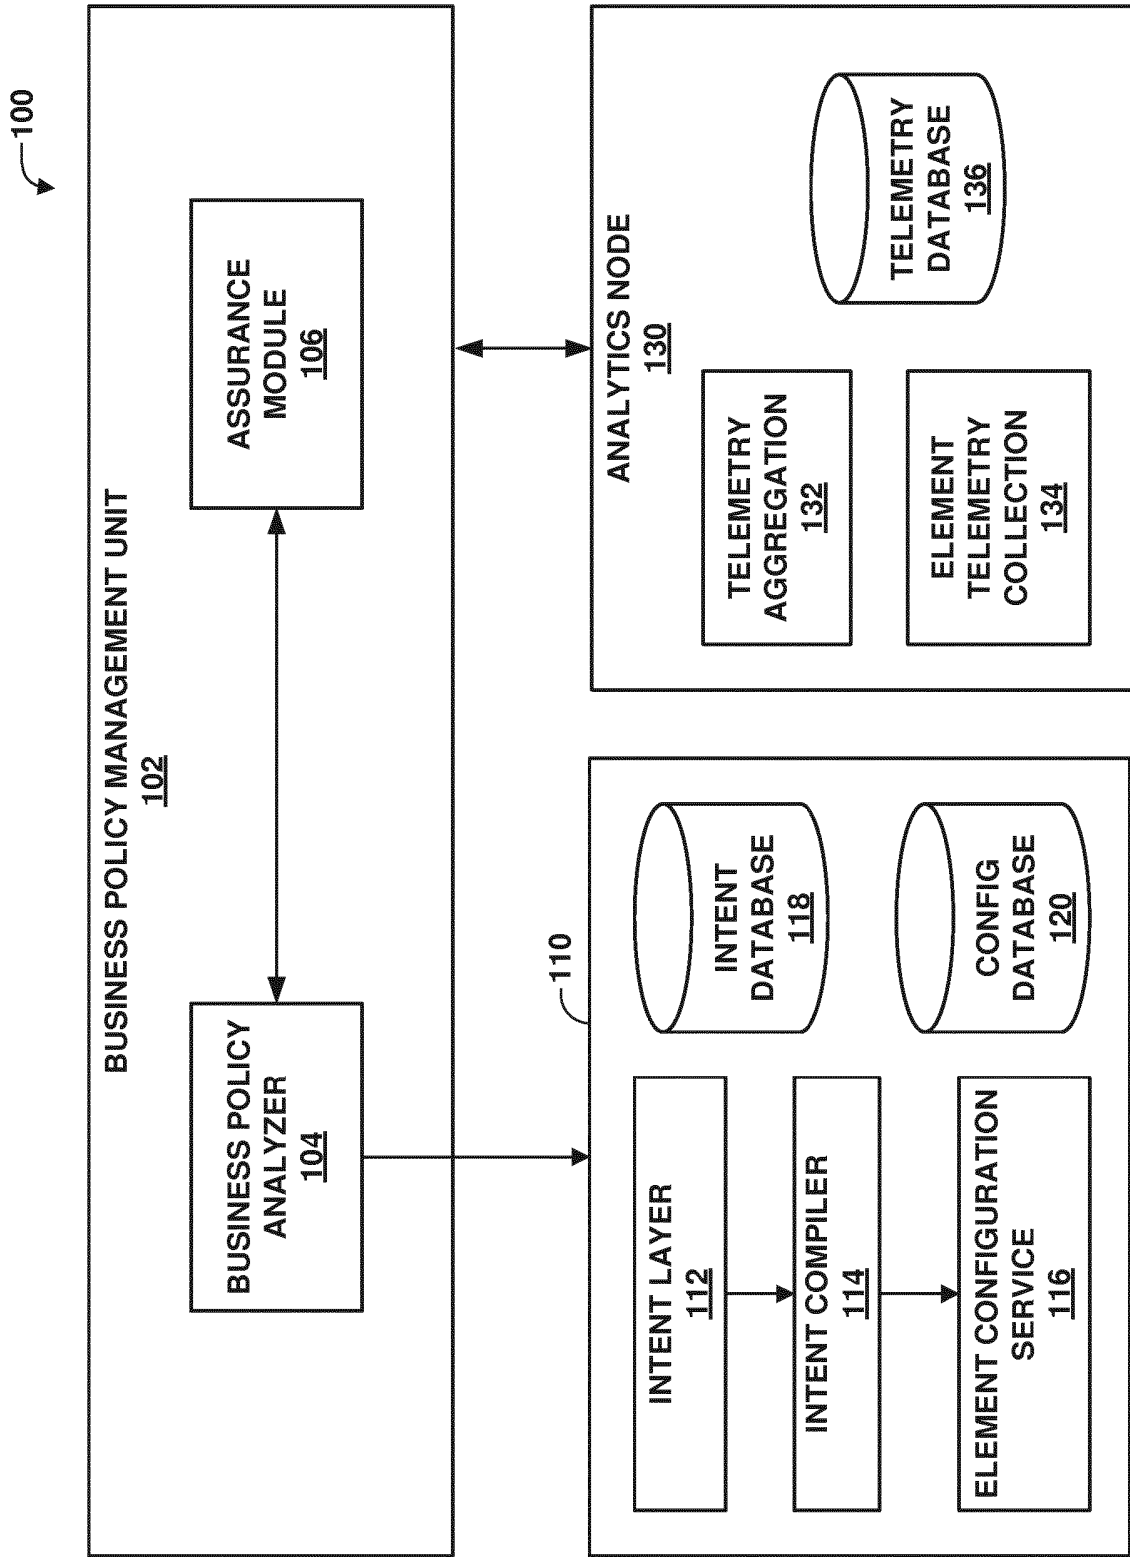 100
BUSINESS POLICY MANAGEMENT UNIT
102
BUSINESS POLICY
ANALYZER
104
ASSURANCE
MODULE
106
110
INTENT LAYER
112
INTENT COMPILER
114
ELEMENT CONFIGURATION
SERVICE
116
INTENT
DATABASE
118
CONFIG
DATABASE
120
ANALYTICS NODE
130
TELEMETRY
AGGREGATION
132
ELEMENT
TELEMETRY
COLLECTION
134
TELEMETRY
DATABASE
136